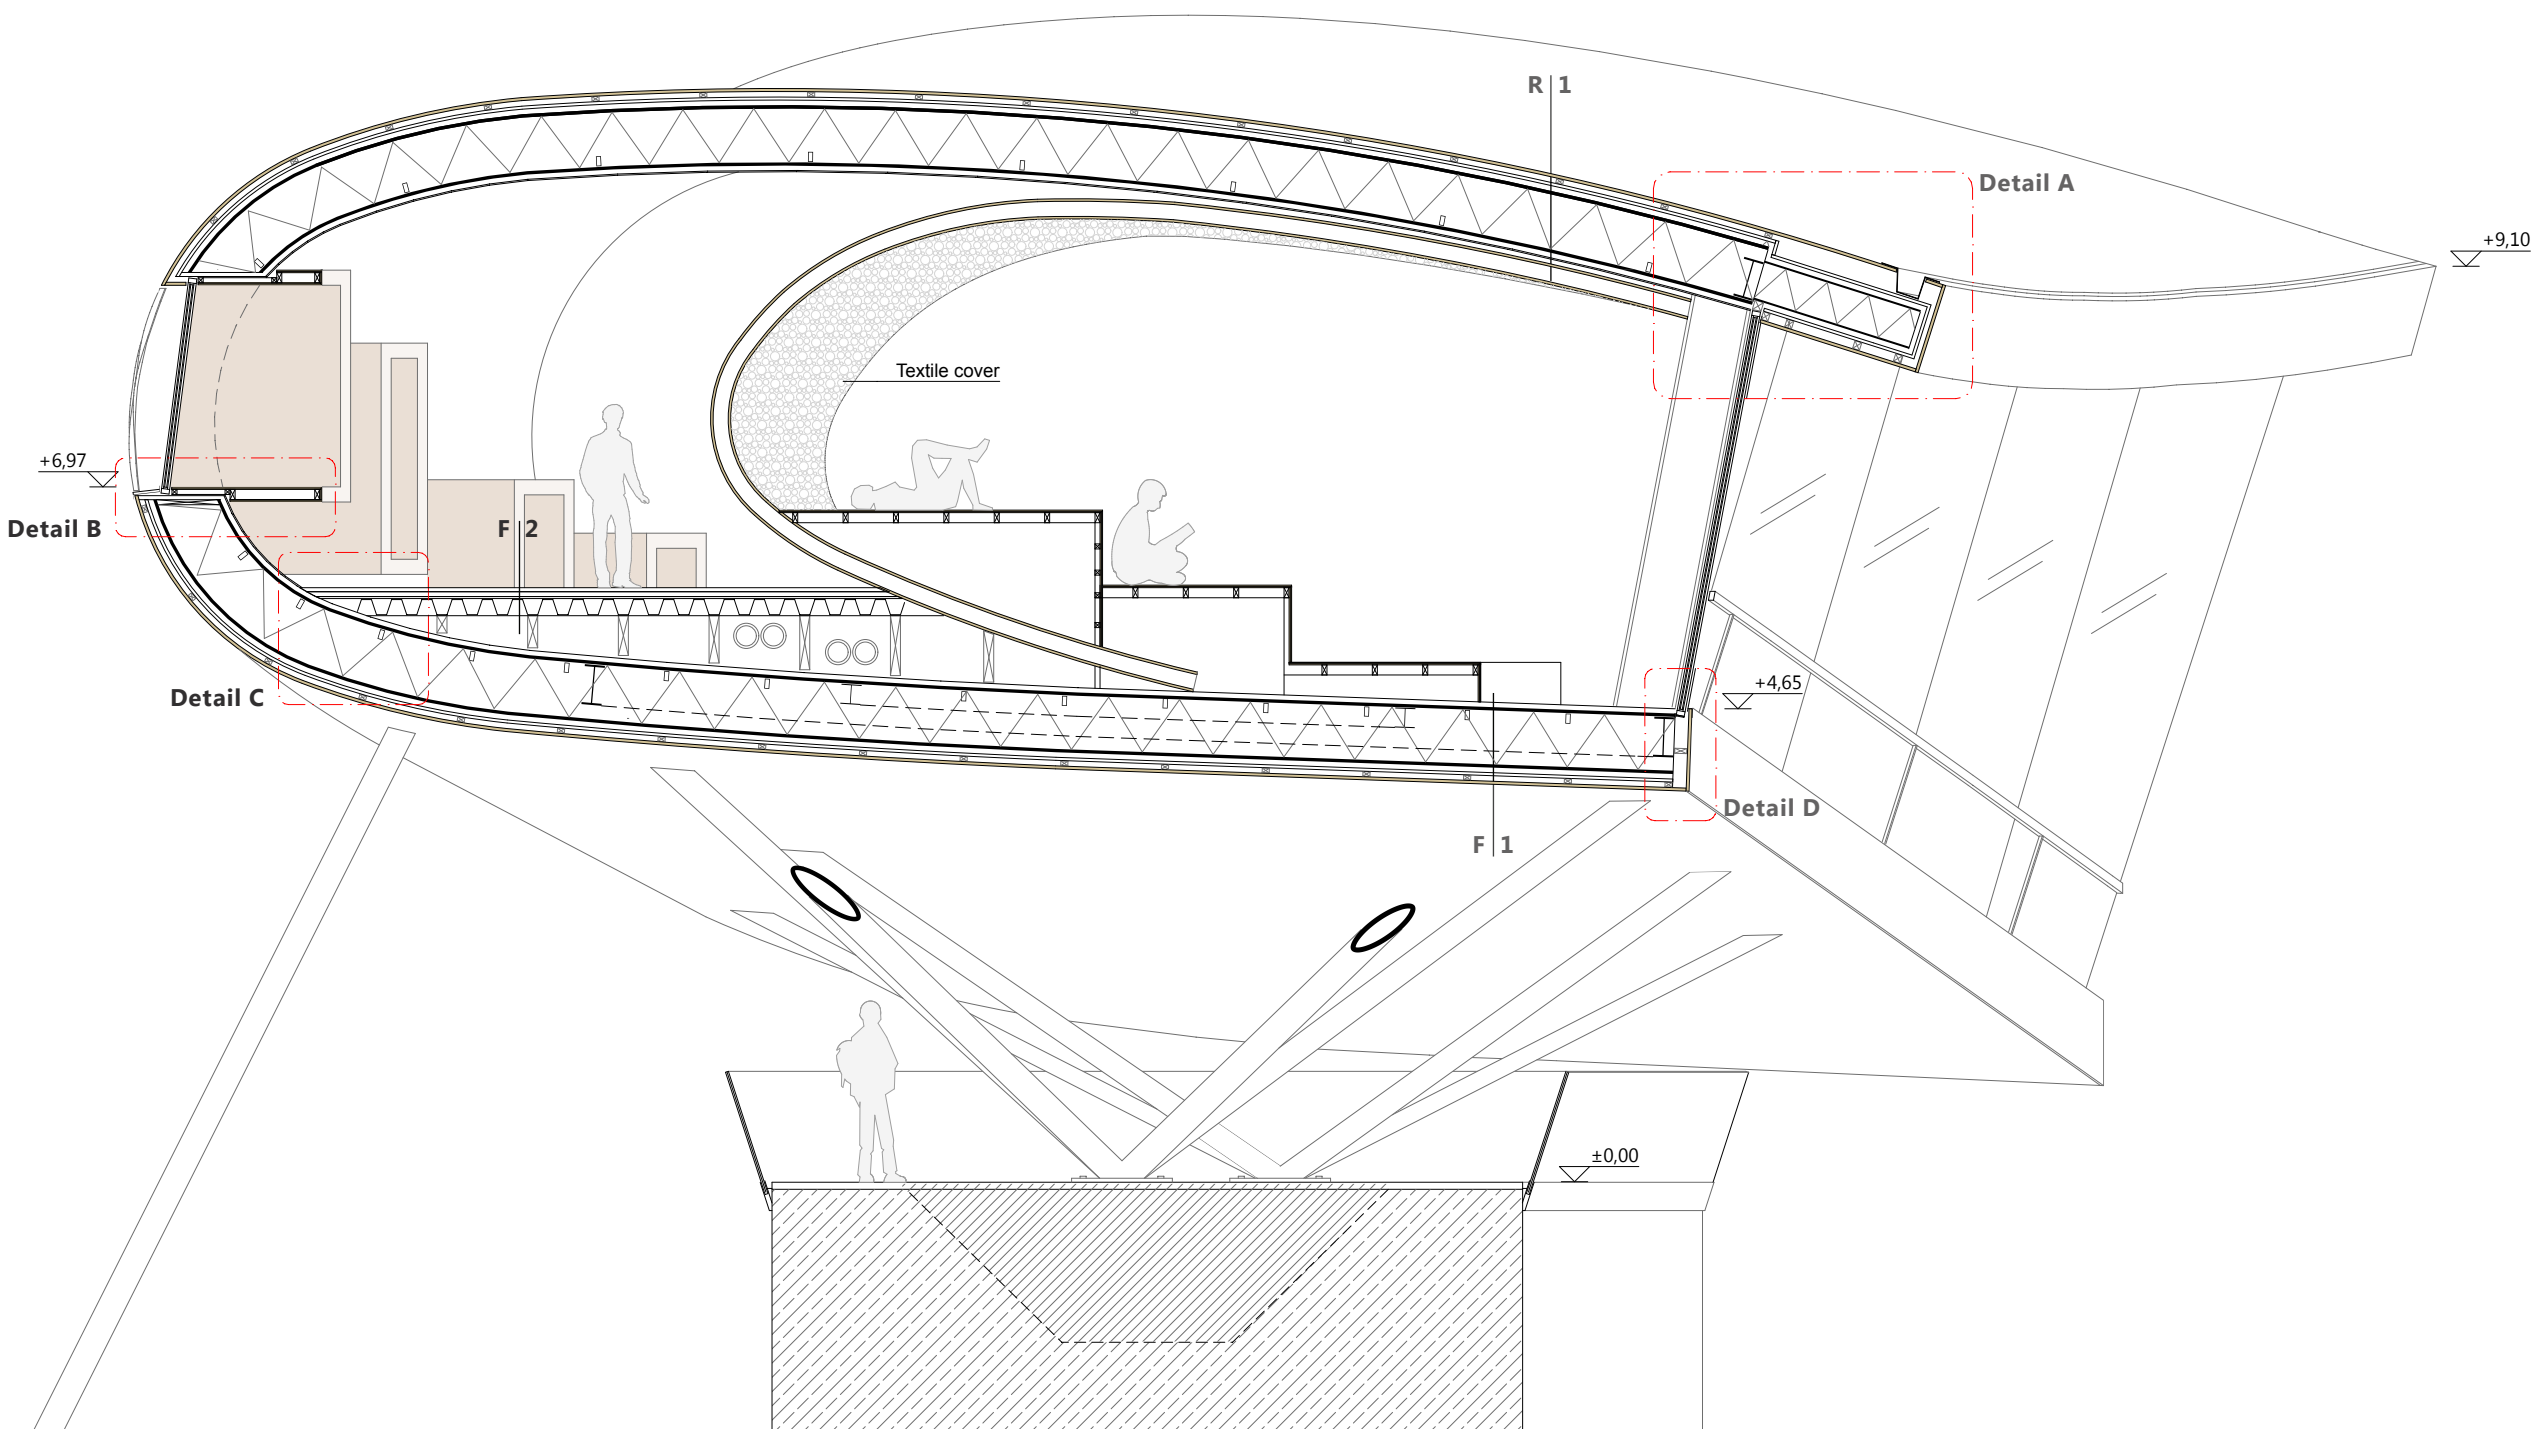 R 1
Detail A
+9,10
Textile cover
+6,97
Detail B
F 2
Detail C
+4,65
Detail D
F 1
±0,00